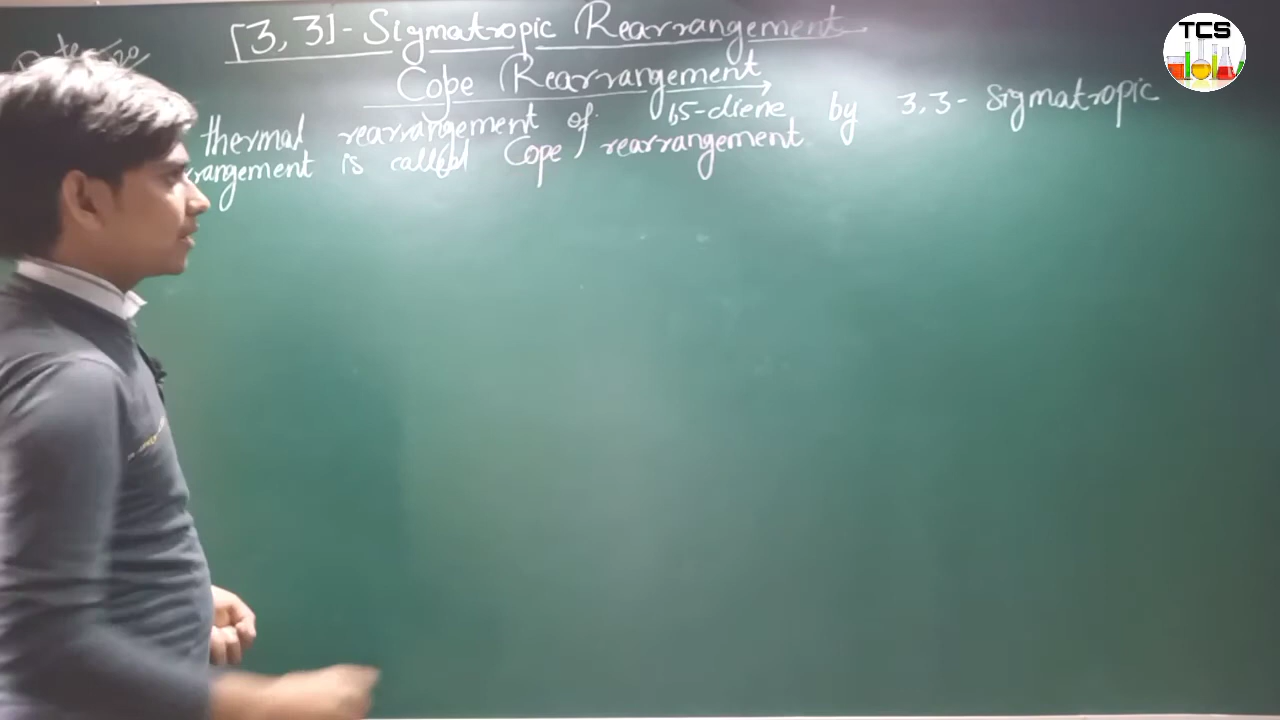 [3,3]-Sigmatropic Rearrangement
Cope Rearrangement
thermal rearrangement of 1,5-diene by 3,3-Sigmatropic
rrangement is called Cope rearrangement
TCS